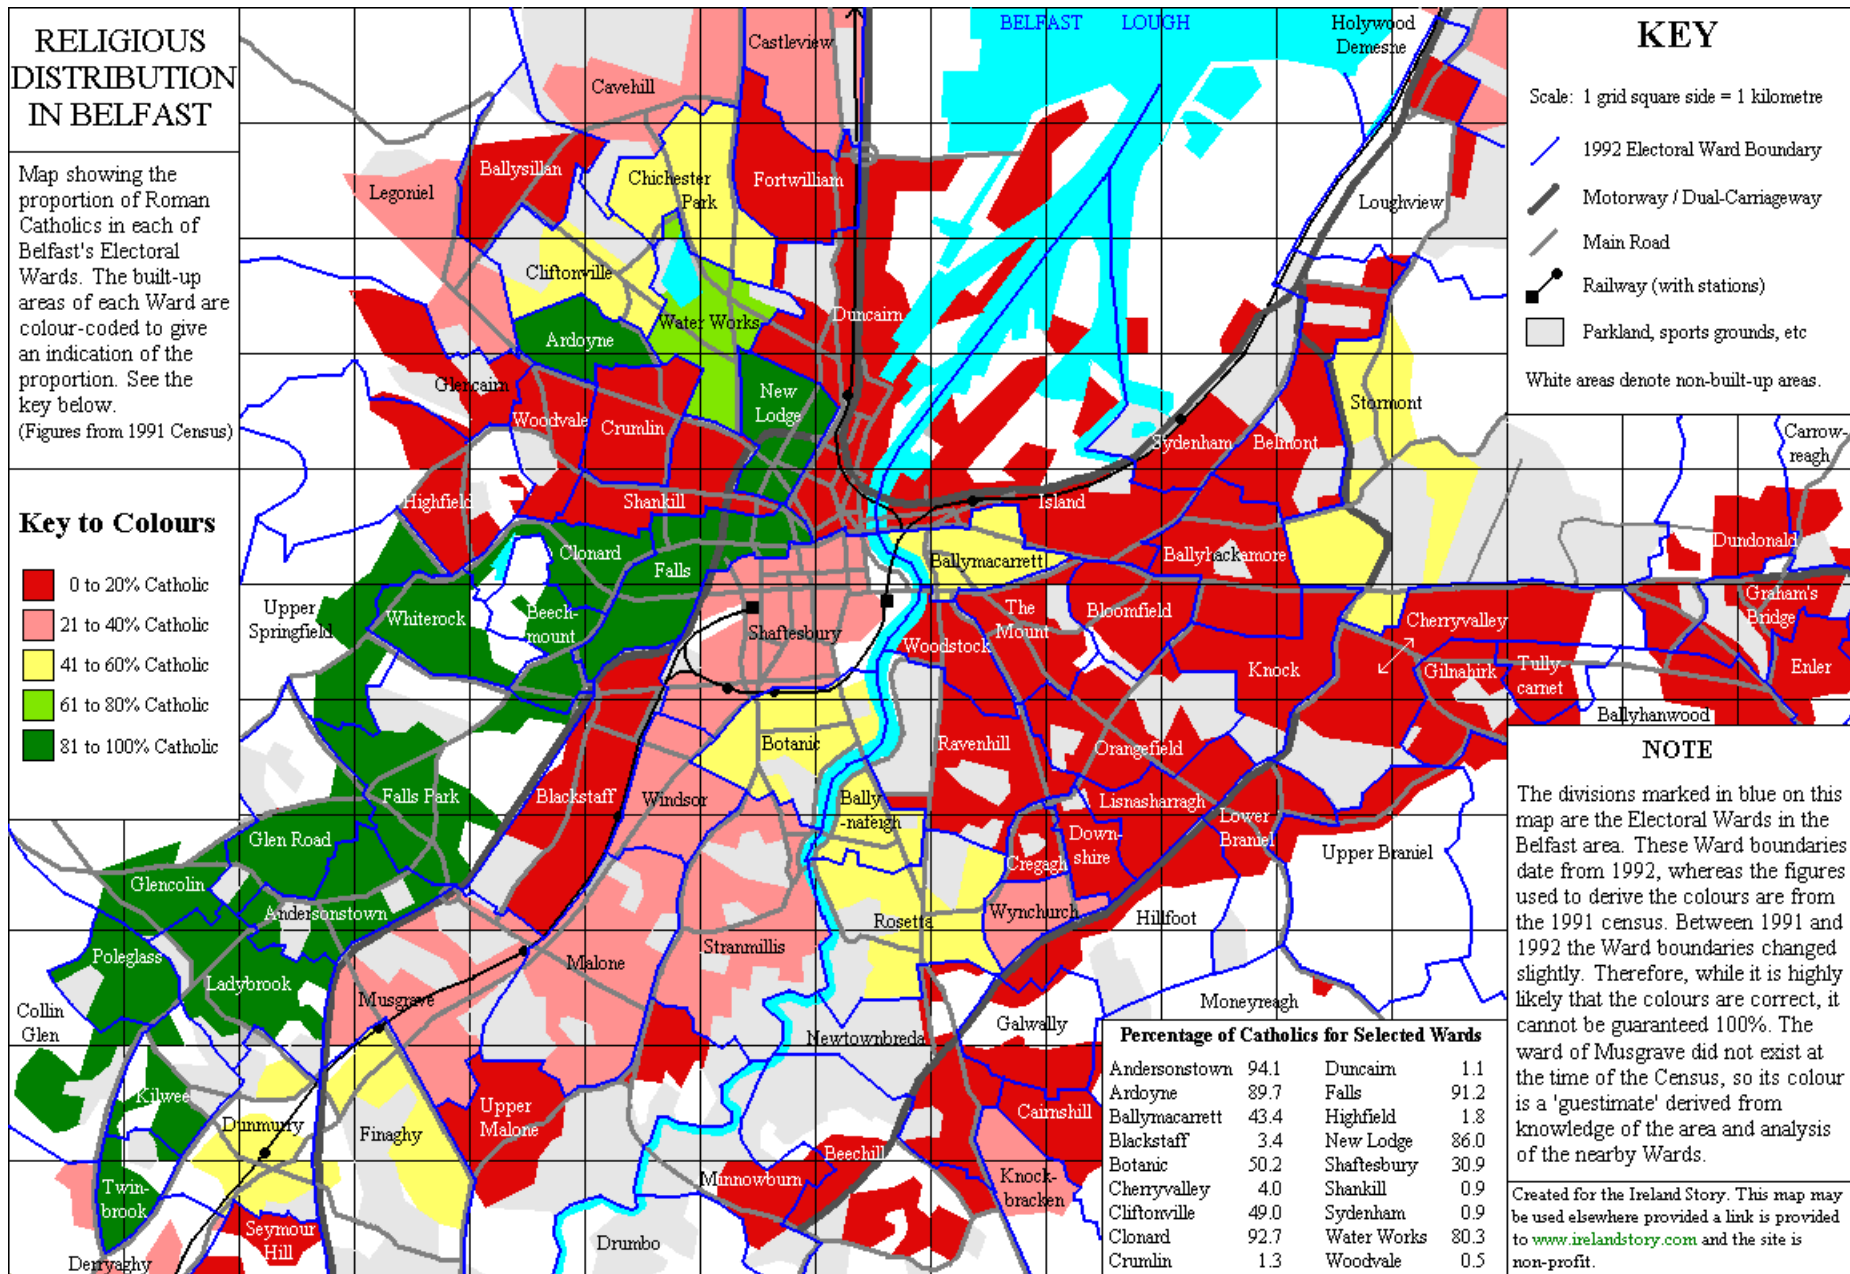 RELIGIOUS
DISTRIBUTION
IN BELFAST
Map showing the
proportion of Roman
Catholics in each of
Belfast's Electoral
Wards. The built-up
areas of each Ward are
colour-coded to give
an indication of the
proportion. See the
key below.
(Figures from 1991 Census)
Key to Colours
0 to 20% Catholic
21 to 40% Catholic
41 to 60% Catholic
61 to 80% Catholic
81 to 100% Catholic
BELFAST LOUGH
Castleview
Holywood
Demesne
Cavehill
Ballysillan
Legoniel
Chichester
Park
Fortwilliam
Loughview
Cliftonville
Water Works
Duncairn
Ardoyne
Glencairn
New
Lodge
Stormont
Woodvale
Crumlin
Sydenham
Belmont
Carrow-
reagh
Highfield
Shankill
Island
Clonard
Falls
Ballymacarrett
Ballyhackamore
Dundonald
Upper
Springfield
Whiterock
Beech-
mount
Shaftesbury
Woodstock
The
Mount
Bloomfield
Cherryvalley
Graham's
Bridge
Knock
Gilnahirk
Tully-
carnet
Enler
Ballyhanwood
Botanic
Ravenhill
Orangefield
Falls Park
Blackstaff
Windsor
Bally
-nafeigh
Lisnasharragh
Lower
Braniel
Upper Braniel
Glen Road
Cregagh
Down-
shire
Glencolin
Andersonstown
Rosetta
Wynchurch
Hillfoot
Poleglass
Ladybrook
Malone
Stranmillis
Musgrave
Collin
Glen
Newtownbreda
Galwally
Moneyreagh
Kilwee
Dunmurry
Finaghy
Upper
Malone
Cairnshill
Beechill
Minnowburn
Knock-
bracken
Twin-
brook
Seymour
Hill
Derryaghy
Drumbo
KEY
Scale: 1 grid square side = 1 kilometre
1992 Electoral Ward Boundary
Motorway / Dual-Carriageway
Main Road
Railway (with stations)
Parkland, sports grounds, etc
White areas denote non-built-up areas.
NOTE
The divisions marked in blue on this
map are the Electoral Wards in the
Belfast area. These Ward boundaries
date from 1992, whereas the figures
used to derive the colours are from
the 1991 census. Between 1991 and
1992 the Ward boundaries changed
slightly. Therefore, while it is highly
likely that the colours are correct, it
cannot be guaranteed 100%. The
ward of Musgrave did not exist at
the time of the Census, so its colour
is a 'guestimate' derived from
knowledge of the area and analysis
of the nearby Wards.
Percentage of Catholics for Selected Wards
Andersonstown 94.1 Duncairn 1.1
Ardoyne 89.7 Falls 91.2
Ballymacarrett 43.4 Highfield 1.8
Blackstaff 3.4 New Lodge 86.0
Botanic 50.2 Shaftesbury 30.9
Cherryvalley 4.0 Shankill 0.9
Cliftonville 49.0 Sydenham 0.9
Clonard 92.7 Water Works 80.3
Crumlin 1.3 Woodvale 0.5
Created for the Ireland Story. This map may
be used elsewhere provided a link is provided
to www.irelandstory.com and the site is
non-profit.